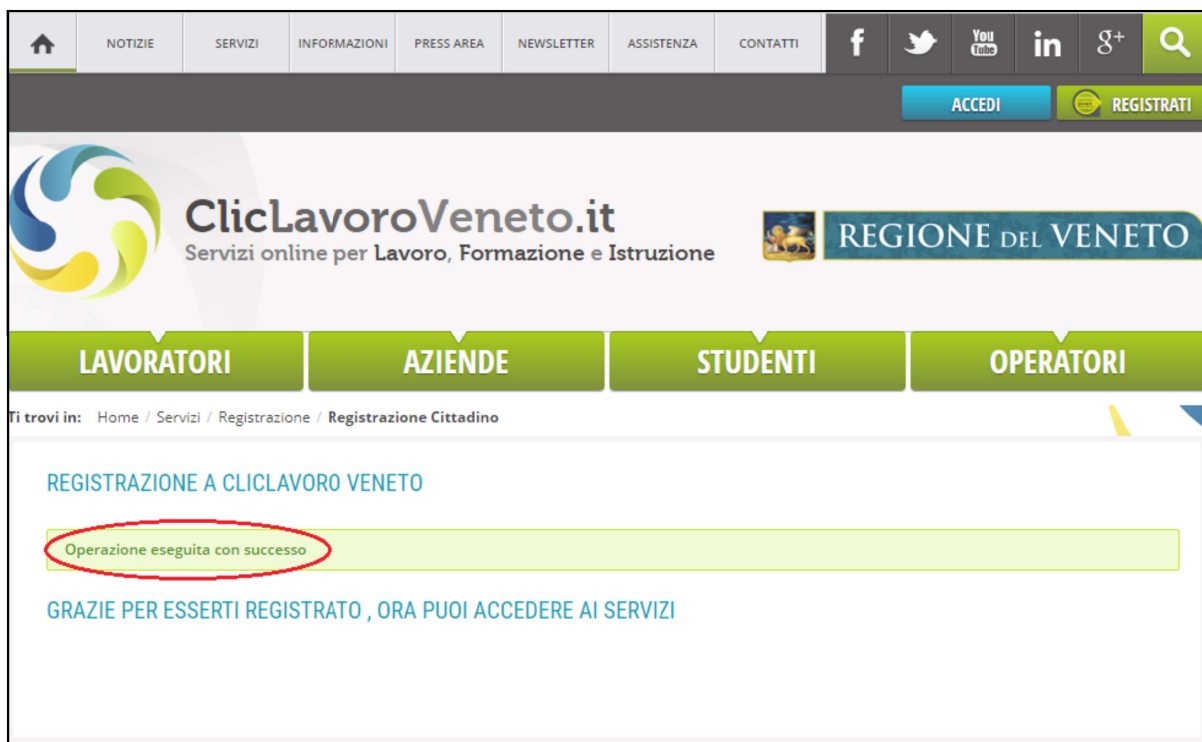 NOTIZIE SERVIZI INFORMAZIONI PRESS AREA NEWSLETTER ASSISTENZA CONTATTI f You Tube in g+
ACCEDI REGISTRATI
ClicLavoroVeneto.it
Servizi online per Lavoro, Formazione e Istruzione
REGIONE DEL VENETO
LAVORATORI AZIENDE STUDENTI OPERATORI
Ti trovi in: Home / Servizi / Registrazione / Registrazione Cittadino
REGISTRAZIONE A CLICLAVORO VENETO
Operazione eseguita con successo
GRAZIE PER ESSERTI REGISTRATO , ORA PUOI ACCEDERE AI SERVIZI